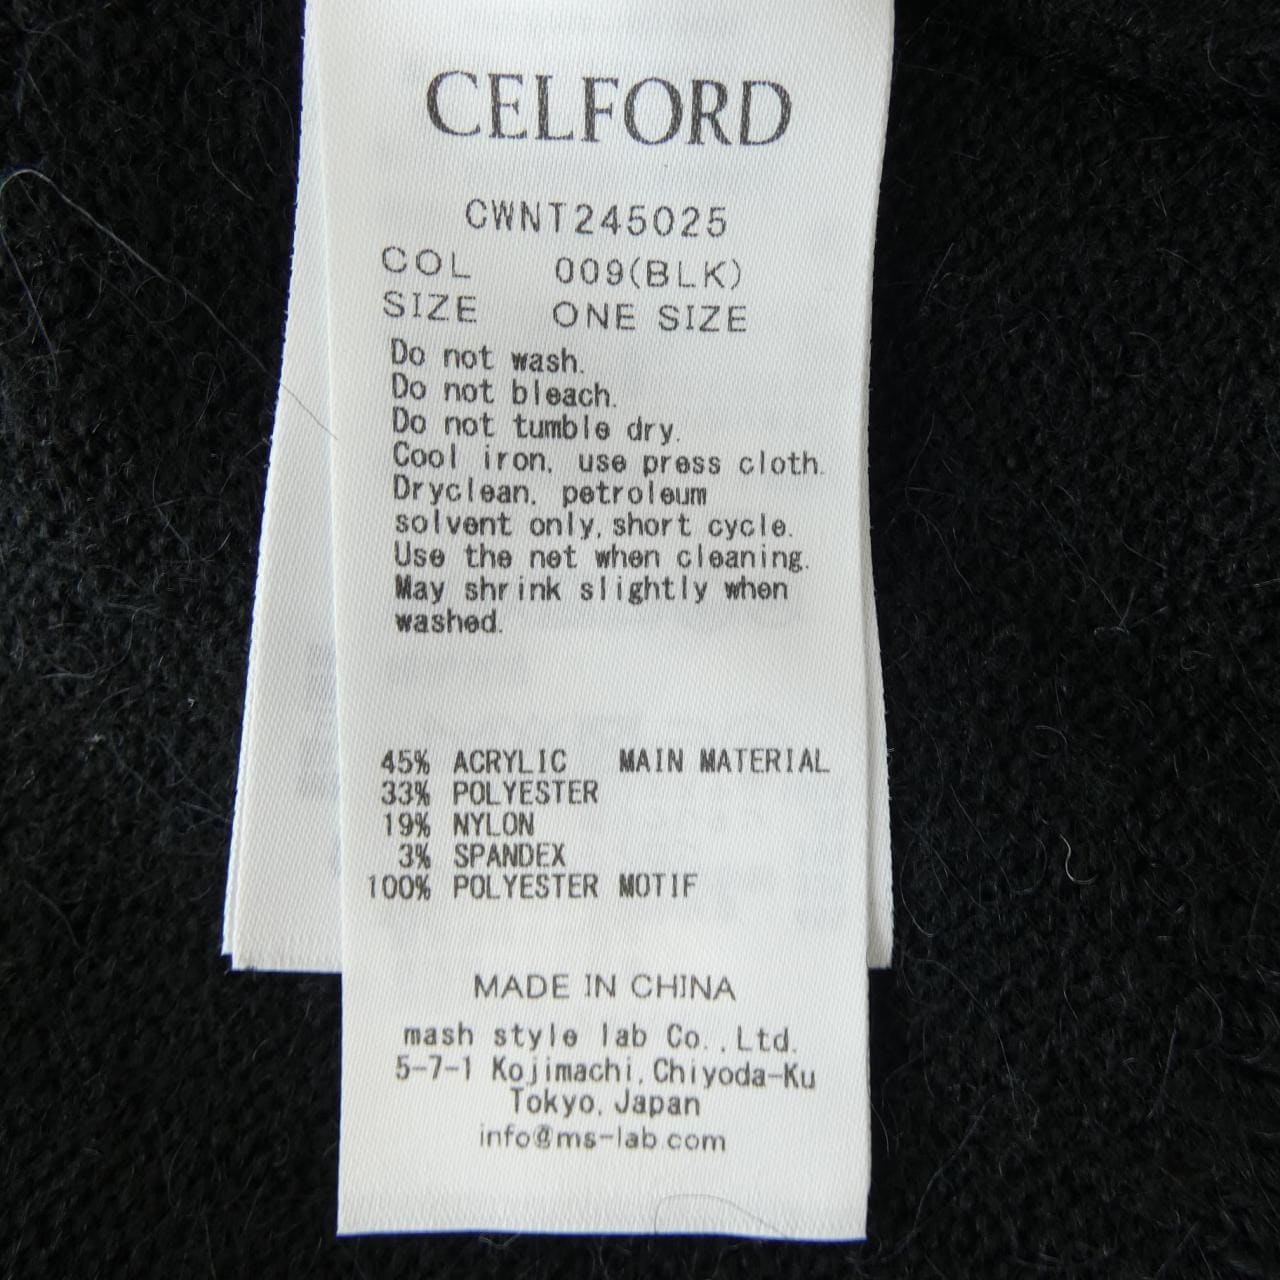 CELFORD
CWNT245025
COL 009(BLK)
SIZE ONE SIZE
Do not wash.
Do not bleach.
Do not tumble dry.
Cool iron, use press cloth.
Dryclean, petroleum
solvent only, short cycle.
Use the net when cleaning.
May shrink slightly when
washed.
45% ACRYLIC MAIN MATERIAL
33% POLYESTER
19% NYLON
3% SPANDEX
100% POLYESTER MOTIF
MADE IN CHINA
mash style lab Co., Ltd.
5-7-1 Kojimachi, Chiyoda-Ku
Tokyo, Japan
info@ms-lab.com